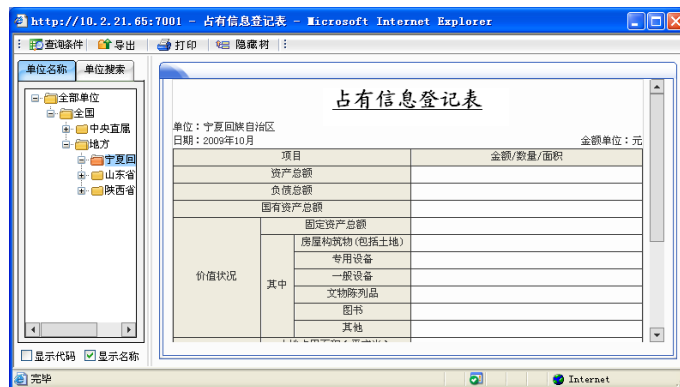 http://10.2.21.65:7001 - 占有信息登记表 - Microsoft Internet Explorer
查询条件 导出 打印 隐藏树
单位名称 单位搜索
全部单位
全国
中央直属
地方
宁夏回
山东省
陕西省
显示代码 显示名称
占有信息登记表
单位：宁夏回族自治区
日期：2009年10月 金额单位：元
项目 金额/数量/面积
资产总额
负债总额
国有资产总额
价值状况
固定资产总额
其中
房屋构筑物(包括土地)
专用设备
一般设备
文物陈列品
图书
其他
完毕 Internet